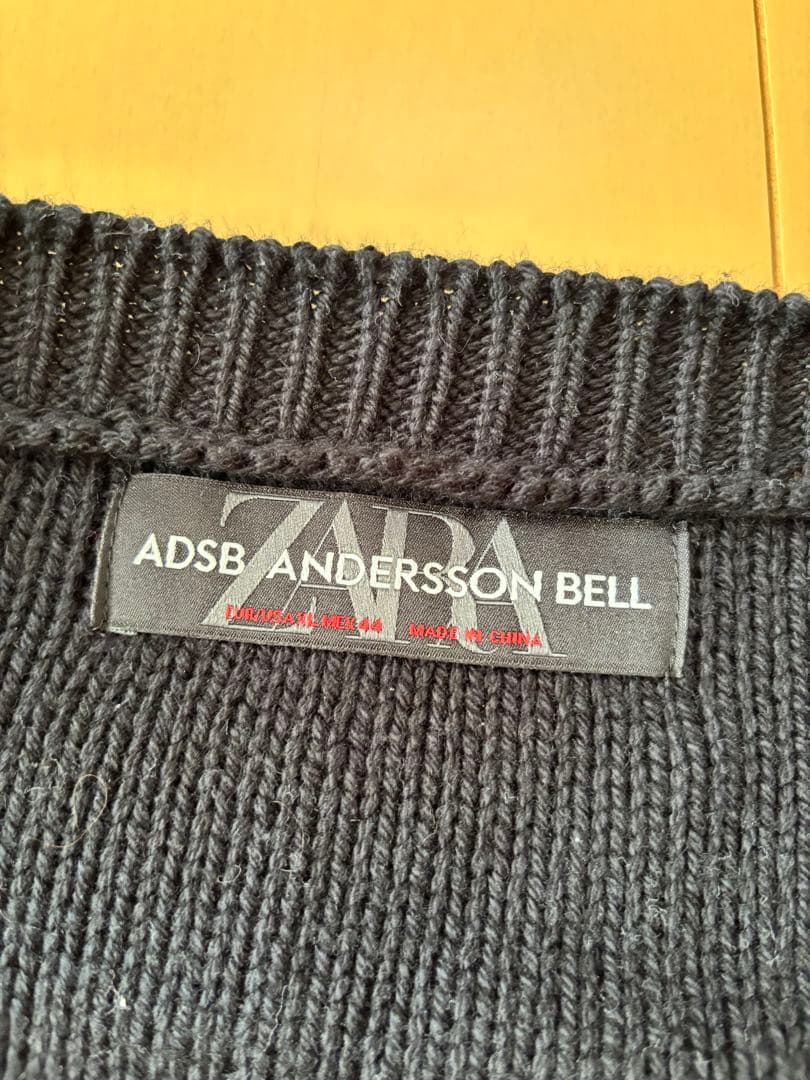 ZARA
ADSB ANDERSSON BELL
EUR/USA XL MEX 44 MADE IN CHINA